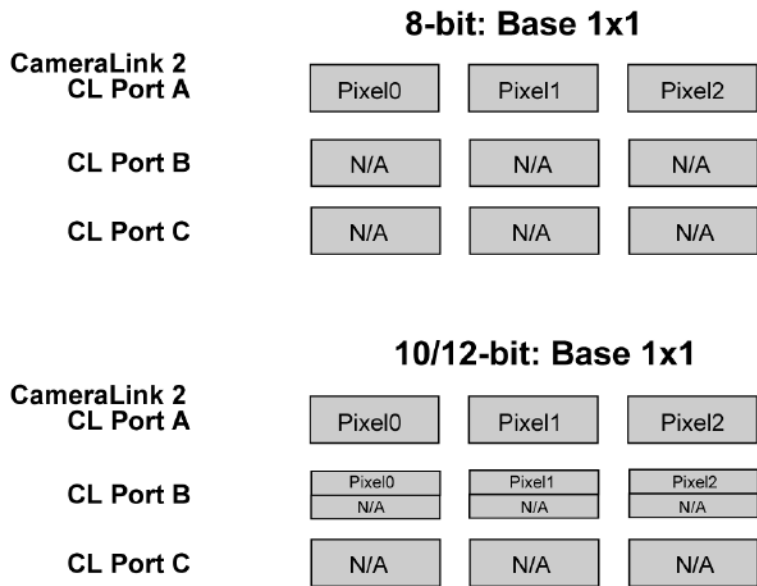 8-bit: Base 1x1
CameraLink 2
CL Port A Pixel0 Pixel1 Pixel2
CL Port B N/A N/A N/A
CL Port C N/A N/A N/A
10/12-bit: Base 1x1
CameraLink 2
CL Port A Pixel0 Pixel1 Pixel2
Pixel0 Pixel1 Pixel2
CL Port B
N/A N/A N/A
CL Port C N/A N/A N/A